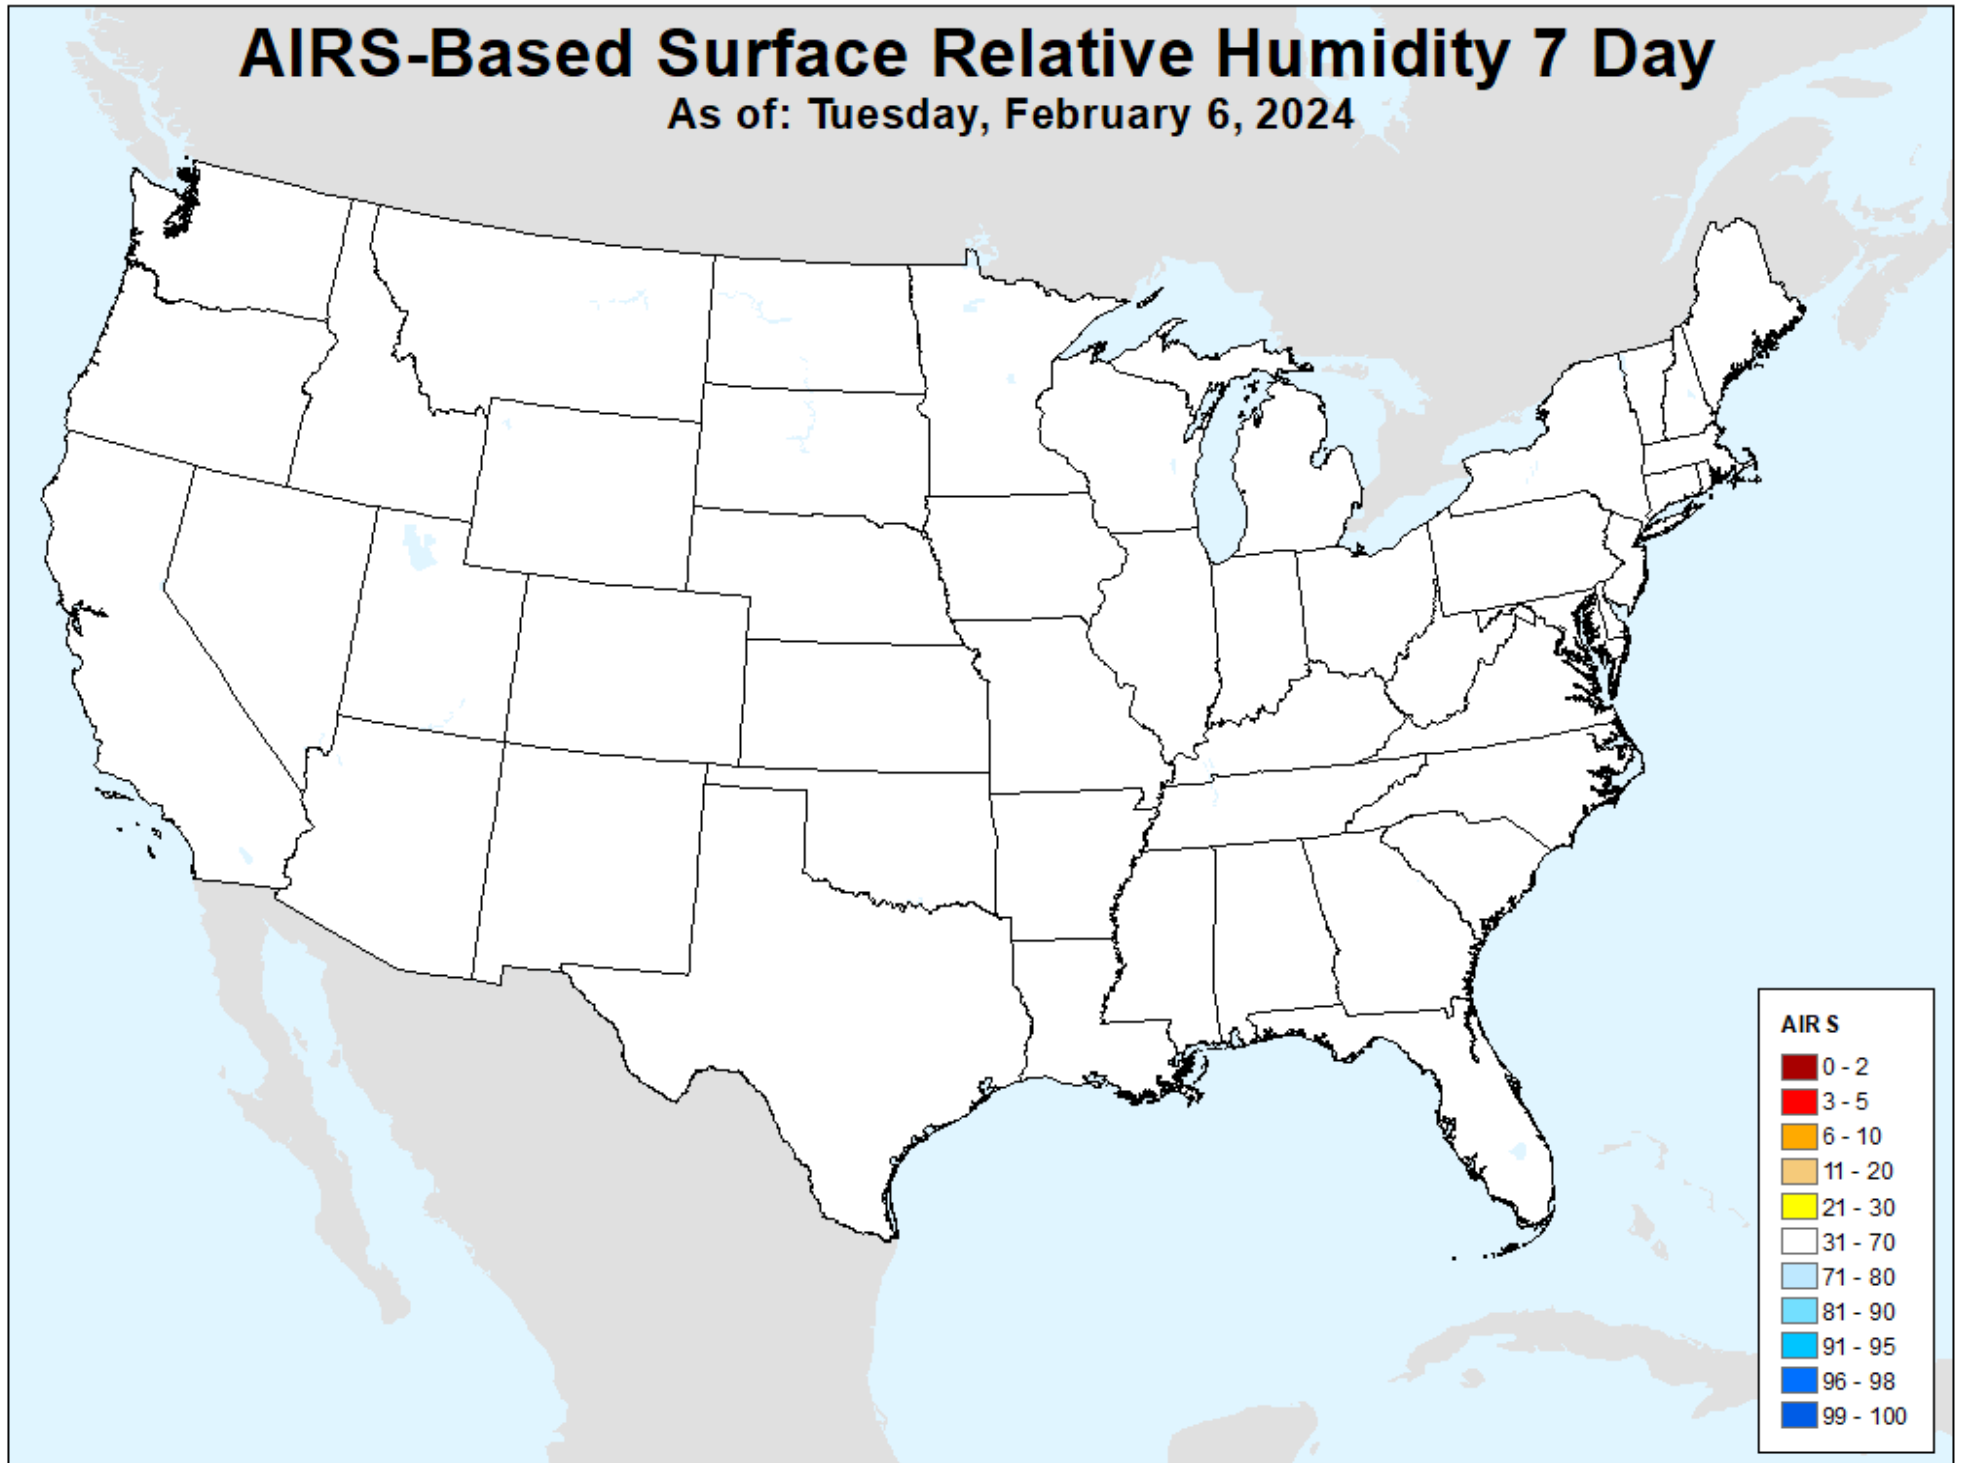 AIRS-Based Surface Relative Humidity 7 Day
As of: Tuesday, February 6, 2024
AIRS
0 - 2
3 - 5
6 - 10
11 - 20
21 - 30
31 - 70
71 - 80
81 - 90
91 - 95
96 - 98
99 - 100